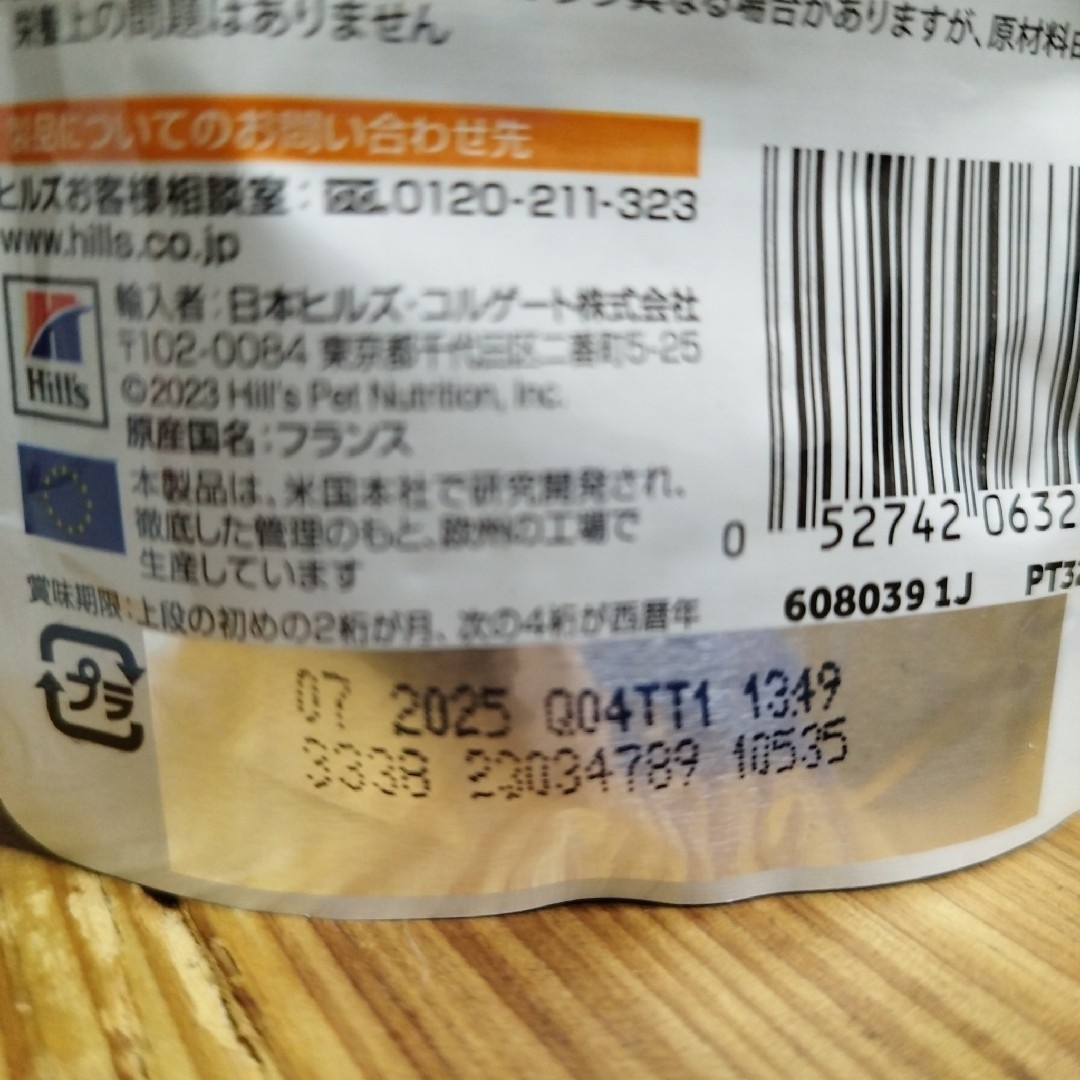 栄養上の問題はありません
異なる場合がありますが、原材料由
製品についてのお問い合わせ先
ヒルズお客様相談室：0120-211-323
www.hills.co.jp
輸入者：日本ヒルズ・コルゲート株式会社
〒102-0084 東京都千代田区二番町5-25
©2023 Hill's Pet Nutrition, Inc.
Hill's
原産国名：フランス
本製品は、米国本社で研究開発され、
徹底した管理のもと、欧州の工場で
生産しています
0 52742 0632
608039 1J PT32
賞味期限：上段の初めの2桁が月、次の4桁が西暦年
プラ
07 2025 Q04TT1 13:49
3338 23034789 10535